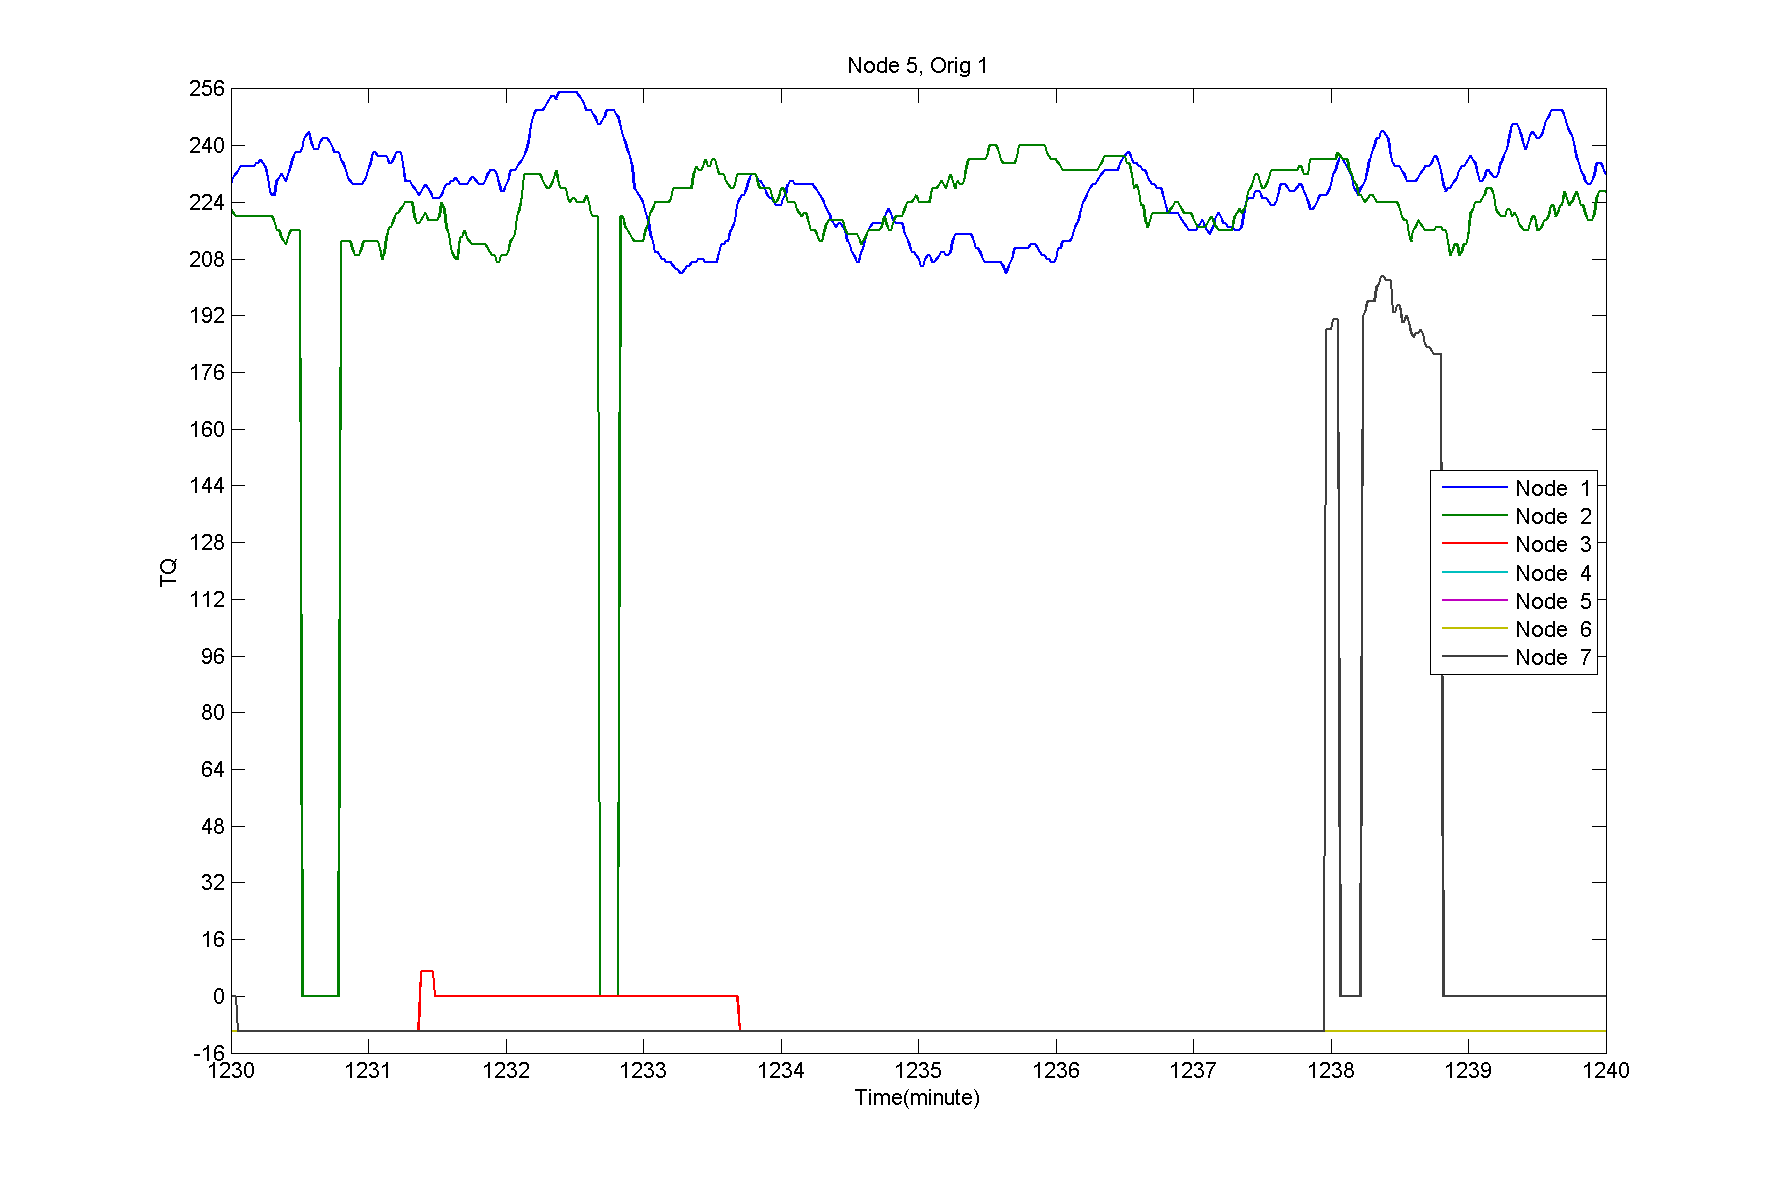 Node 5, Orig 1
256
240
224
208
192
176
160
144
128
112
96
80
64
48
32
16
0
-16
TQ
Node 1
Node 2
Node 3
Node 4
Node 5
Node 6
Node 7
1230 1231 1232 1233 1234 1235 1236 1237 1238 1239 1240
Time(minute)